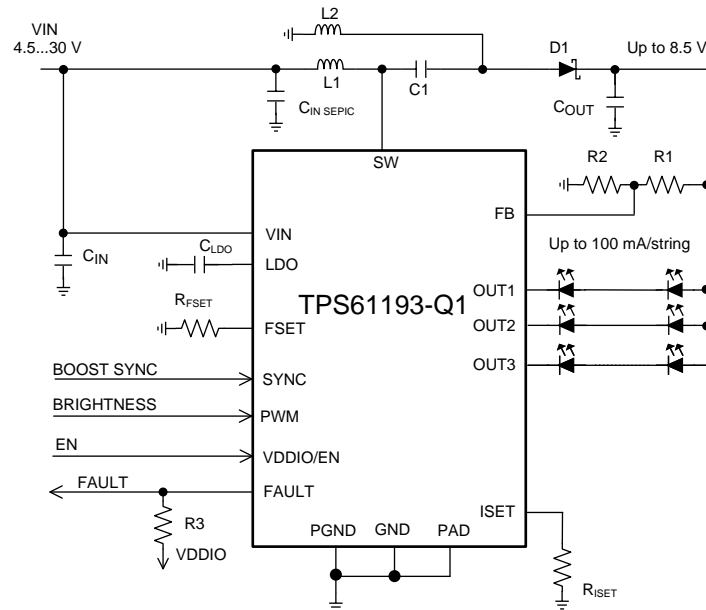 VIN
4.5...30 V
L2
L1
C1
D1
Up to 8.5 V
CIN SEPIC
COUT
SW
R2
R1
FB
VIN
CIN
CLDO
LDO
Up to 100 mA/string
TPS61193-Q1
RFSET
FSET
OUT1
OUT2
OUT3
BOOST SYNC
SYNC
BRIGHTNESS
PWM
EN
VDDIO/EN
FAULT
FAULT
ISET
R3
VDDIO
PGND
GND
PAD
RISET